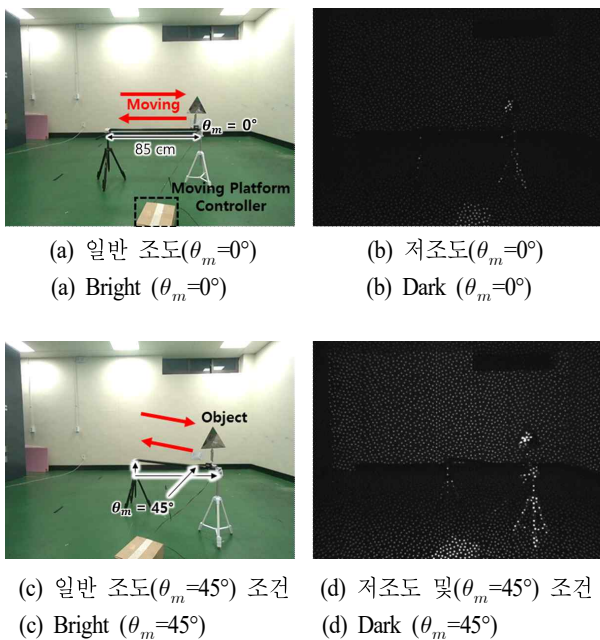 Moving
θm = 0°
85 cm
Moving Platform
Controller
(a) 일반 조도(θm=0°)
(b) 저조도(θm=0°)
(a) Bright (θm=0°)
(b) Dark (θm=0°)
Object
θm = 45°
(c) 일반 조도(θm=45°) 조건
(d) 저조도 및(θm=45°) 조건
(c) Bright (θm=45°)
(d) Dark (θm=45°)